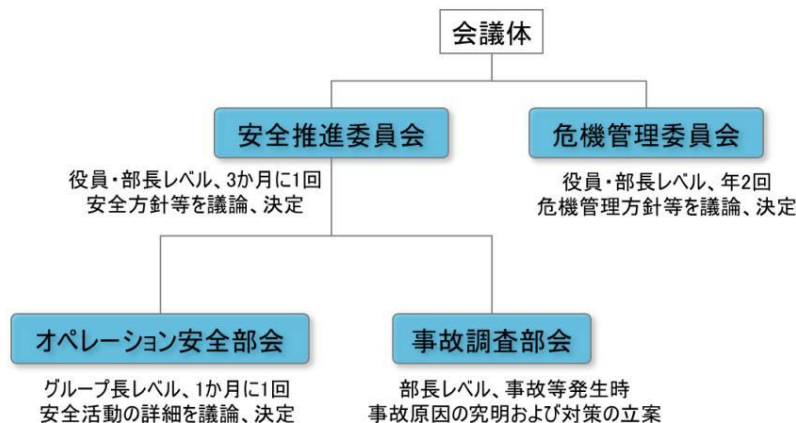 会議体
安全推進委員会
役員・部長レベル、3か月に1回
安全方針等を議論、決定
危機管理委員会
役員・部長レベル、年2回
危機管理方針等を議論、決定
オペレーション安全部会
グループ長レベル、1か月に1回
安全活動の詳細を議論、決定
事故調査部会
部長レベル、事故等発生時
事故原因の究明および対策の立案